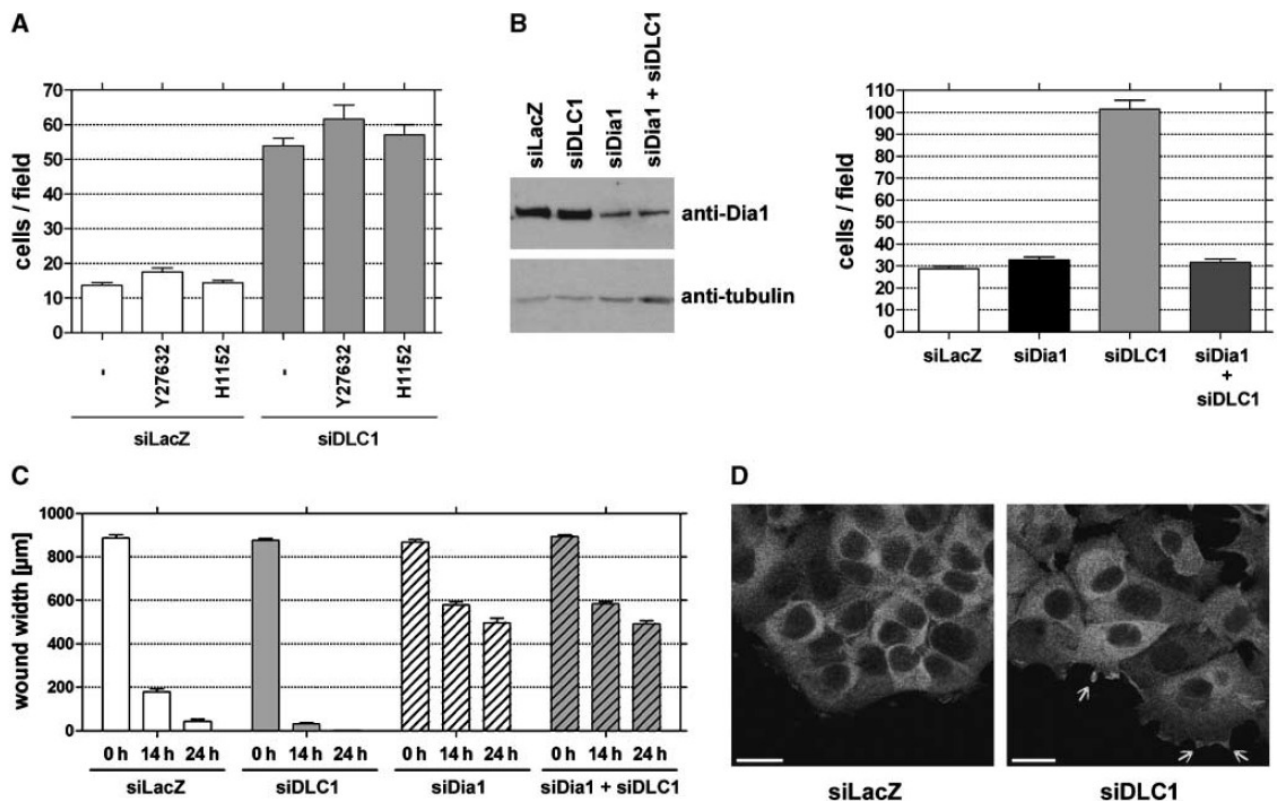 A
cells / field
70
60
50
40
30
20
10
0
- Y27632 H1152 - Y27632 H1152
siLacZ siDLC1
B
siLacZ siDLC1 siDia1 siDia1 + siDLC1
anti-Dia1
anti-tubulin
cells / field
110
100
90
80
70
60
50
40
30
20
10
0
siLacZ siDia1 siDLC1 siDia1
+
siDLC1
C
wound width [µm]
1000
800
600
400
200
0
0 h 14 h 24 h 0 h 14 h 24 h 0 h 14 h 24 h 0 h 14 h 24 h
siLacZ siDLC1 siDia1 siDia1 + siDLC1
D
siLacZ siDLC1